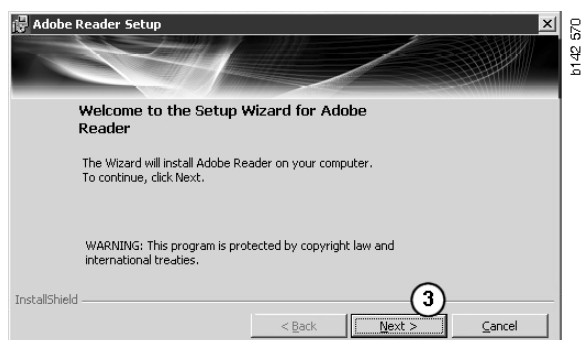 Adobe Reader Setup
b142 570
Welcome to the Setup Wizard for Adobe
Reader
The Wizard will install Adobe Reader on your computer.
To continue, click Next.
WARNING: This program is protected by copyright law and
international treaties.
InstallShield
3
< Back
Next >
Cancel